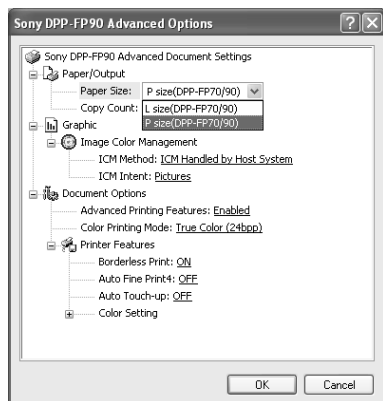 Sony DPP-FP90 Advanced Options
Sony DPP-FP90 Advanced Document Settings
Paper/Output
Paper Size: P size(DPP-FP70/90)
Copy Count: L size(DPP-FP70/90)
P size(DPP-FP70/90)
Graphic
Image Color Management
ICM Method: ICM Handled by Host System
ICM Intent: Pictures
Document Options
Advanced Printing Features: Enabled
Color Printing Mode: True Color (24bpp)
Printer Features
Borderless Print: ON
Auto Fine Print4: OFF
Auto Touch-up: OFF
Color Setting
OK Cancel